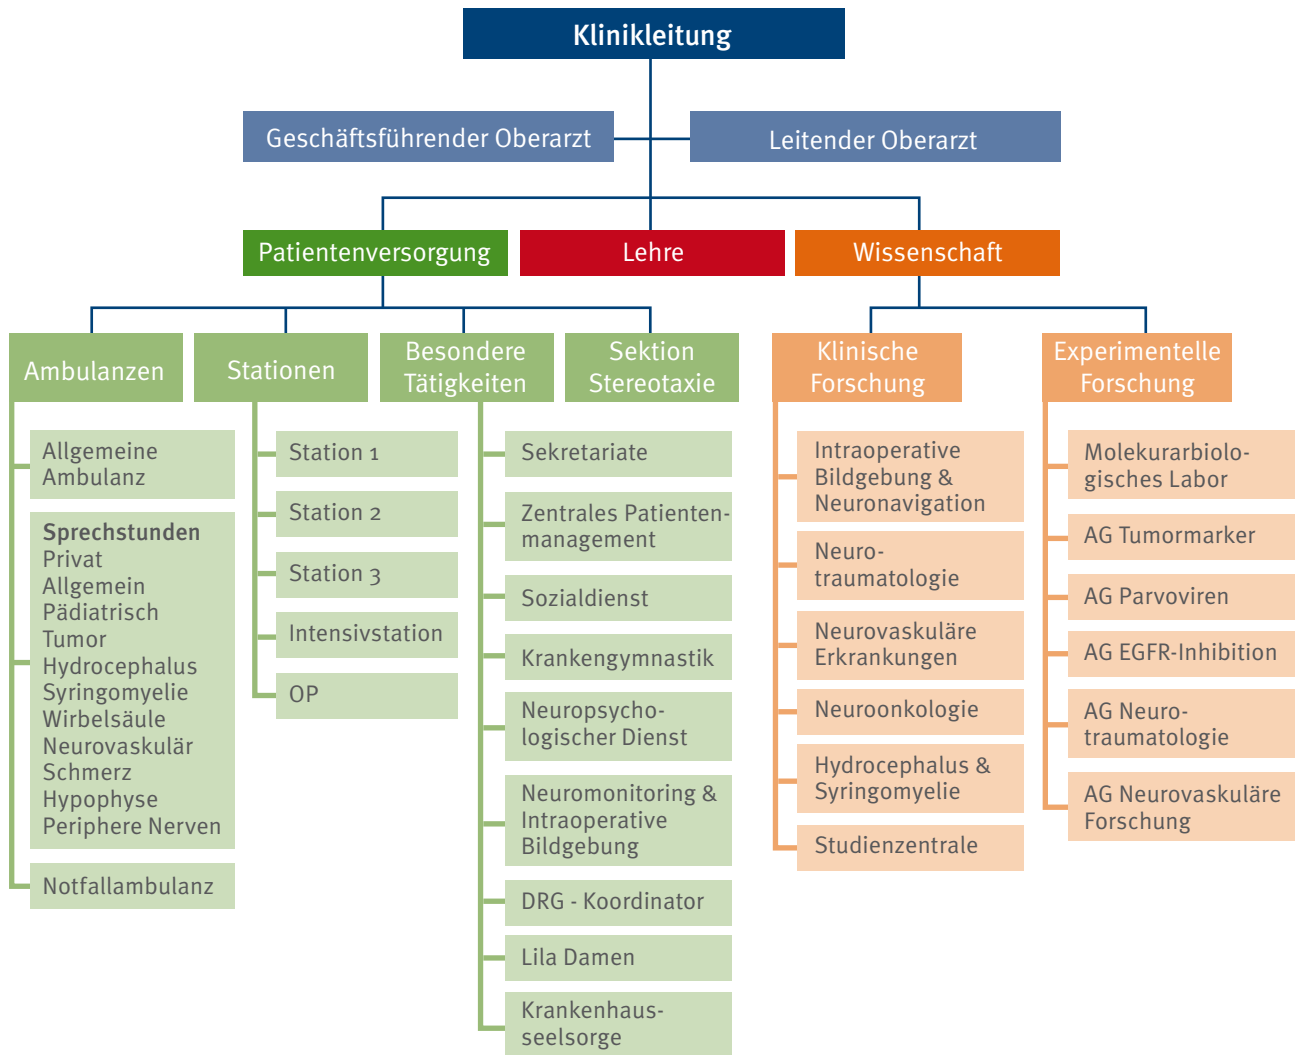 Klinikleitung
Geschäftsführender Oberarzt
Leitender Oberarzt
Patientenversorgung
Lehre
Wissenschaft
Ambulanzen
Stationen
Besondere
Tätigkeiten
Sektion
Stereotaxie
Klinische
Forschung
Experimentelle
Forschung
Allgemeine
Ambulanz
Sprechstunden
Privat
Allgemein
Pädiatrisch
Tumor
Hydrocephalus
Syringomyelie
Wirbelsäule
Neurovaskulär
Schmerz
Hypophyse
Periphere Nerven
Notfallambulanz
Station 1
Station 2
Station 3
Intensivstation
OP
Sekretariate
Zentrales Patienten-
management
Sozialdienst
Krankengymnastik
Neuropsycho-
logischer Dienst
Neuromonitoring &
Intraoperative
Bildgebung
DRG - Koordinator
Lila Damen
Krankenhaus-
seelsorge
Intraoperative
Bildgebung &
Neuronavigation
Neuro-
traumatologie
Neurovaskuläre
Erkrankungen
Neuroonkologie
Hydrocephalus &
Syringomyelie
Studienzentrale
Molekurarbiolo-
gisches Labor
AG Tumormarker
AG Parvoviren
AG EGFR-Inhibition
AG Neuro-
traumatologie
AG Neurovaskuläre
Forschung